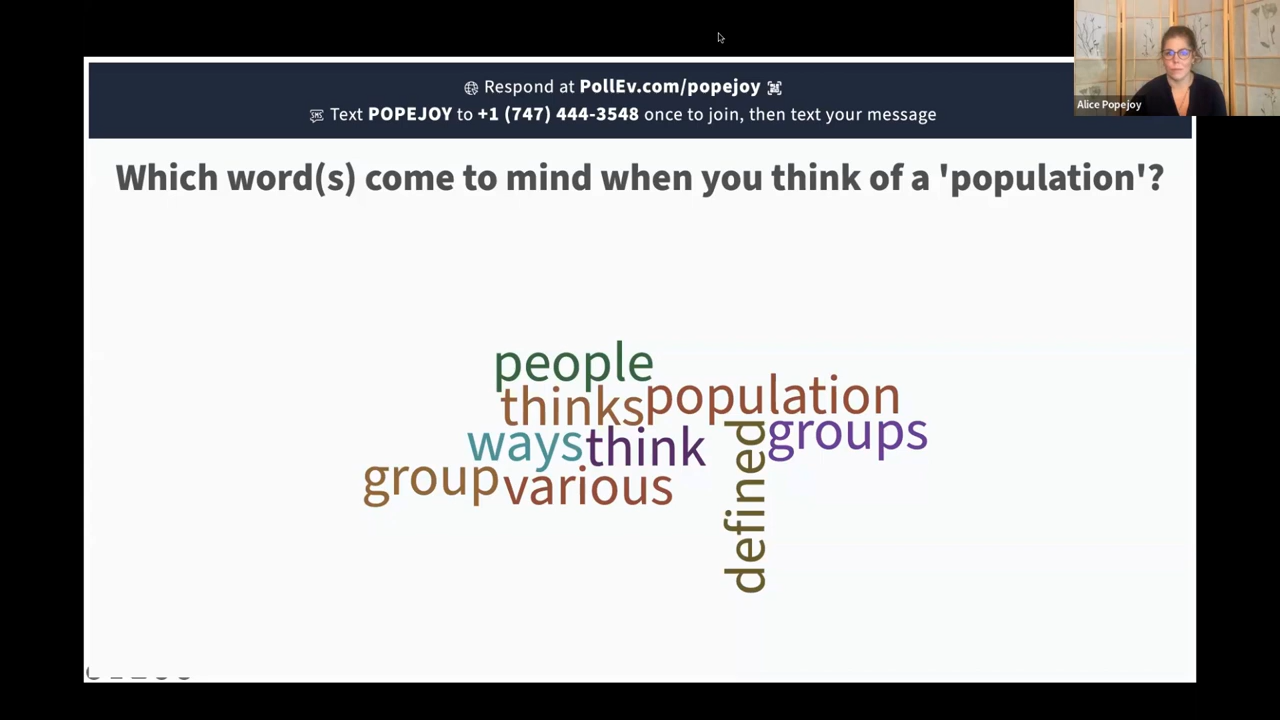 Respond at PollEv.com/popejoy
Text POPEJOY to +1 (747) 444-3548 once to join, then text your message
Alice Popejoy
Which word(s) come to mind when you think of a 'population'?
people
thinks
population
ways
think
groups
group
various
defined